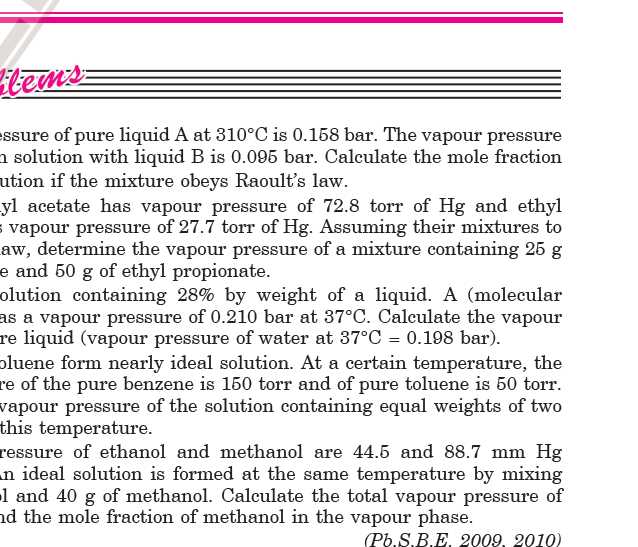 blems
essure of pure liquid A at 310°C is 0.158 bar. The vapour pressure
n solution with liquid B is 0.095 bar. Calculate the mole fraction
ution if the mixture obeys Raoult's law.
yl acetate has vapour pressure of 72.8 torr of Hg and ethyl
s vapour pressure of 27.7 torr of Hg. Assuming their mixtures to
aw, determine the vapour pressure of a mixture containing 25 g
e and 50 g of ethyl propionate.
olution containing 28% by weight of a liquid. A (molecular
as a vapour pressure of 0.210 bar at 37°C. Calculate the vapour
re liquid (vapour pressure of water at 37°C = 0.198 bar).
oluene form nearly ideal solution. At a certain temperature, the
re of the pure benzene is 150 torr and of pure toluene is 50 torr.
vapour pressure of the solution containing equal weights of two
this temperature.
ressure of ethanol and methanol are 44.5 and 88.7 mm Hg
An ideal solution is formed at the same temperature by mixing
ol and 40 g of methanol. Calculate the total vapour pressure of
nd the mole fraction of methanol in the vapour phase.
(Pb.S.B.E. 2009, 2010)